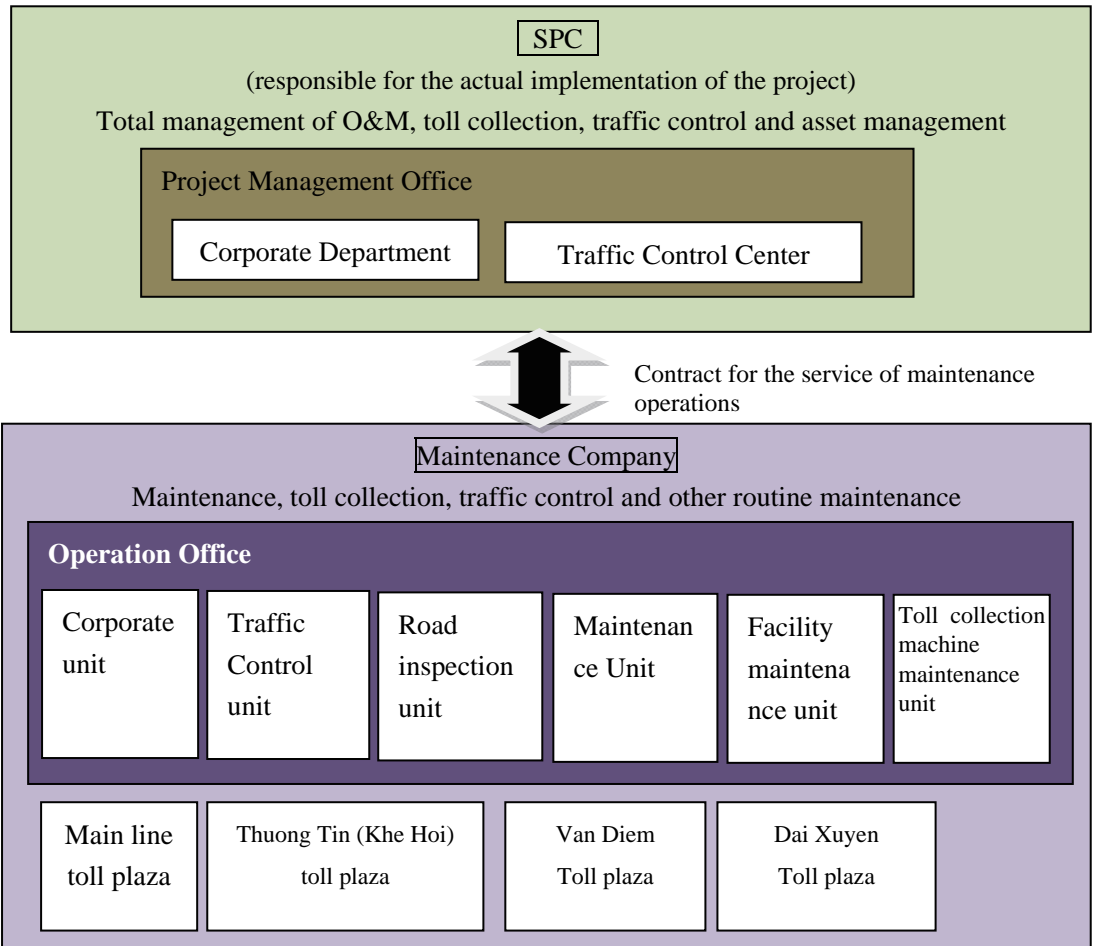 SPC
(responsible for the actual implementation of the project)
Total management of O&M, toll collection, traffic control and asset management
Project Management Office
Corporate Department
Traffic Control Center
Contract for the service of maintenance
operations
Maintenance Company
Maintenance, toll collection, traffic control and other routine maintenance
Operation Office
Corporate
unit
Traffic
Control
unit
Road
inspection
unit
Maintenan
ce Unit
Facility
maintena
nce unit
Toll collection
machine
maintenance
unit
Main line
toll plaza
Thuong Tin (Khe Hoi)
toll plaza
Van Diem
Toll plaza
Dai Xuyen
Toll plaza